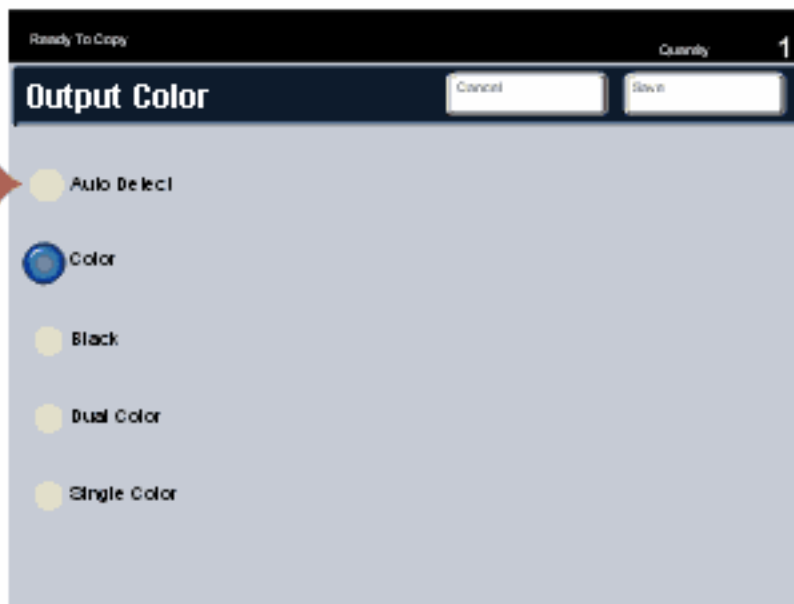 Ready To Copy
Quantity 1
Output Color
Cancel
Save
Auto Detect
Color
Black
Dual Color
Single Color